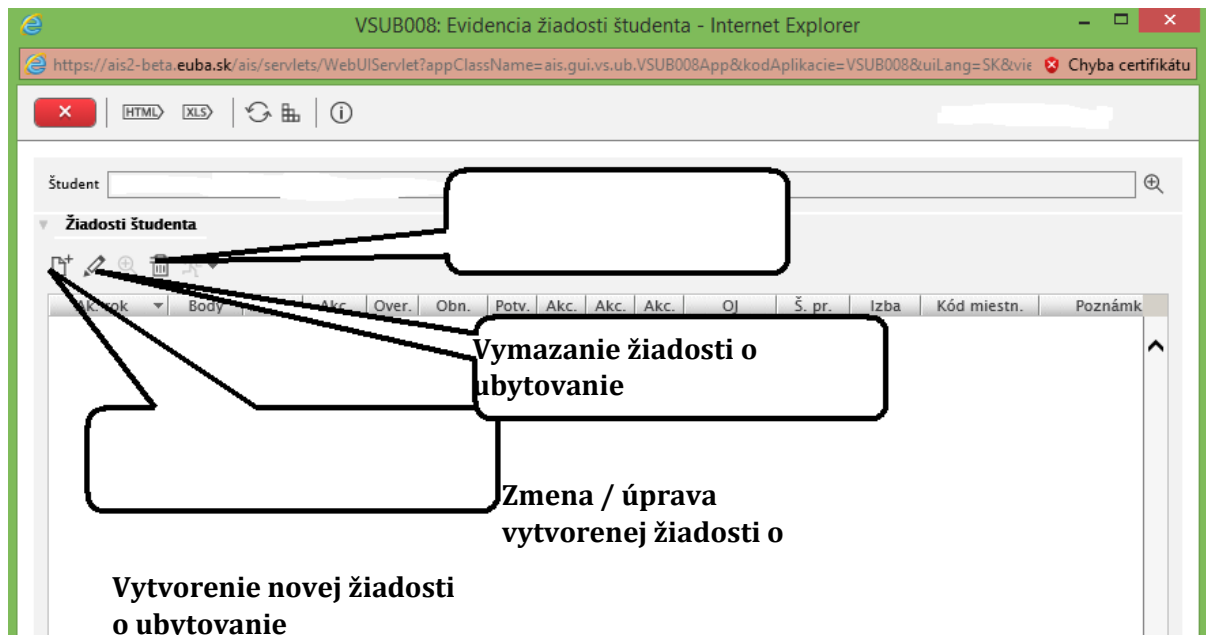 VSUB008: Evidencia žiadosti študenta - Internet Explorer
https://ais2-beta.euba.sk/ais/servlets/WebUIServlet?appClassName=ais.gui.vs.ub.VSUB008App&kodAplikacie=VSUB008&uiLang=SK&vie Chyba certifikátu
HTML XLS
Študent
Žiadosti študenta
Ak. rok Body Akc. Over. Obn. Potv. Akc. Akc. Akc. OJ Š. pr. Izba Kód miestn. Poznámk
Vymazanie žiadosti o
ubytovanie
Zmena / úprava
vytvorenej žiadosti o
Vytvorenie novej žiadosti
o ubytovanie